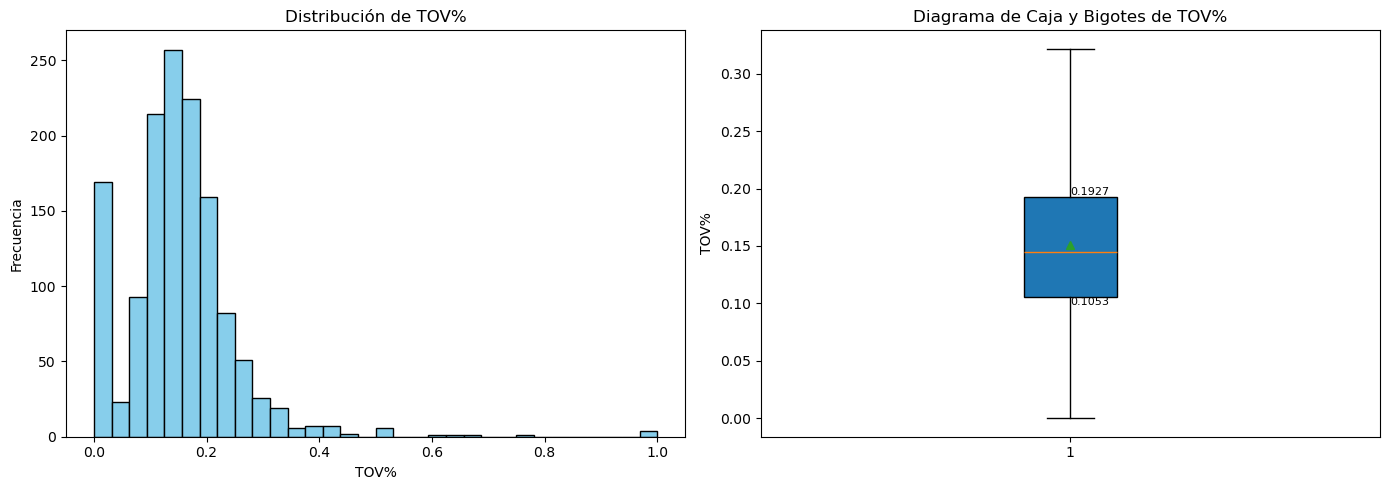 Distribución de TOV%
Frecuencia
250
200
150
100
50
0
0.0 0.2 0.4 0.6 0.8 1.0
TOV%
Diagrama de Caja y Bigotes de TOV%
TOV%
0.30
0.25
0.20
0.15
0.10
0.05
0.00
0.1927
0.1053
1